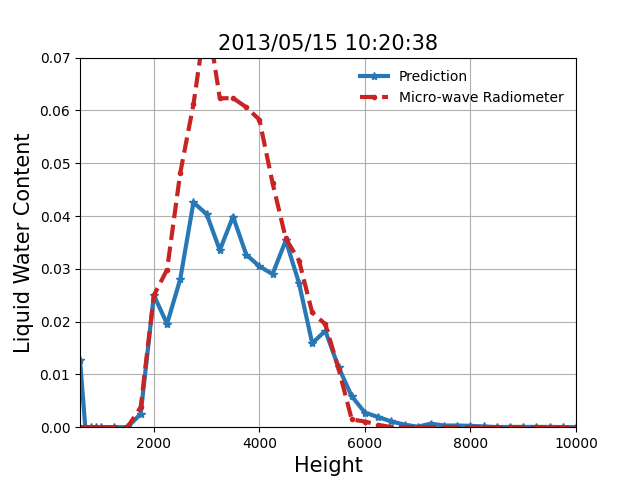 2013/05/15 10:20:38
0.07
0.06
0.05
0.04
0.03
0.02
0.01
0.00
Liquid Water Content
Prediction
Micro-wave Radiometer
2000 4000 6000 8000 10000
Height